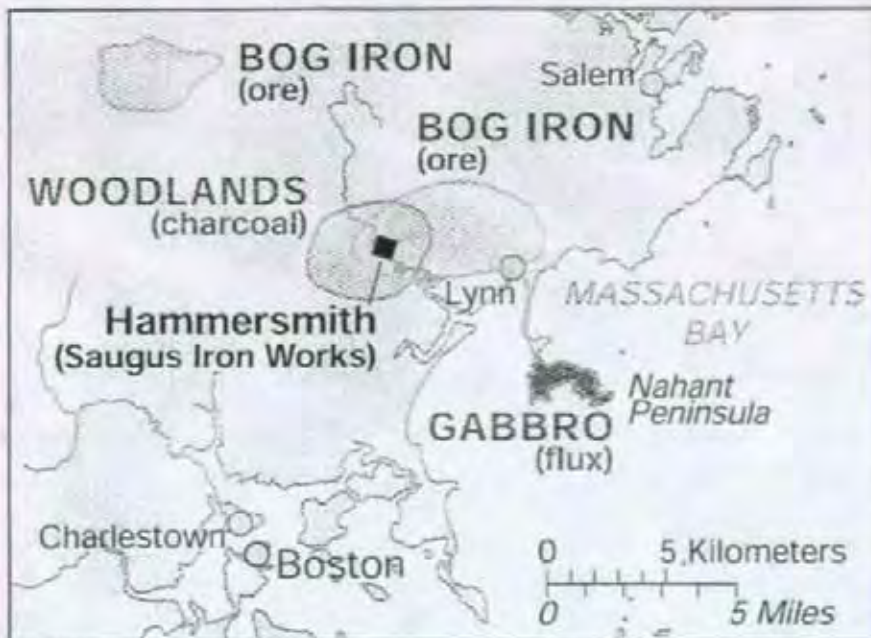 BOG IRON
(ore)
Salem
BOG IRON
(ore)
WOODLANDS
(charcoal)
Lynn
MASSACHUSETTS
BAY
Hammersmith
(Saugus Iron Works)
Nahant
Peninsula
GABBRO
(flux)
Charlestown
Boston
0 5 Kilometers
0 5 Miles